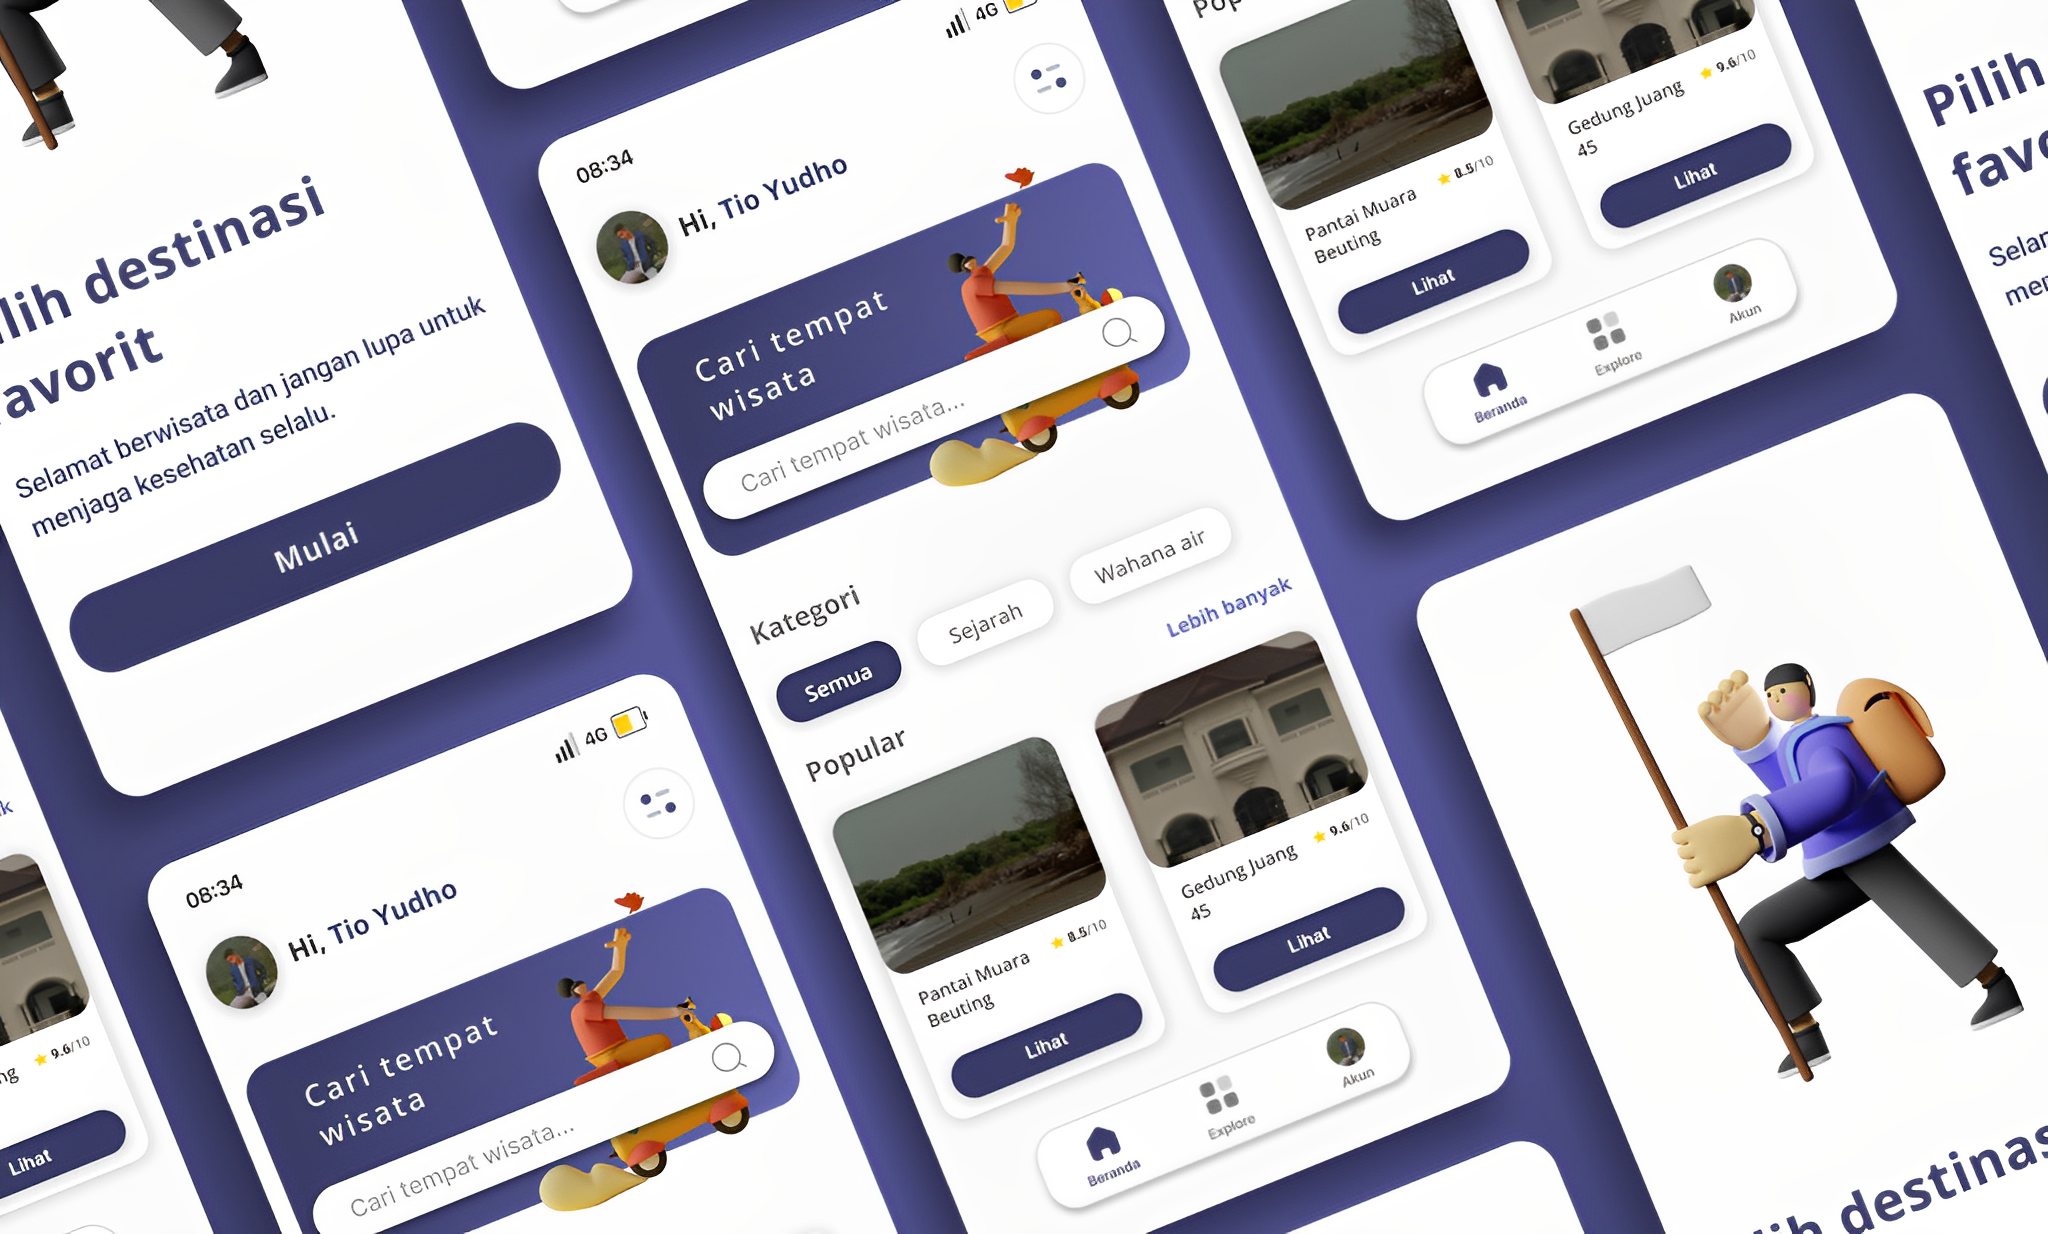 ilih destinasi
avorit
Selamat berwisata dan jangan lupa untuk
menjaga kesehatan selalu.
Mulai
4G
08:34
Hi, Tio Yudho
Cari tempat
wisata
Cari tempat wisata...
Kategori
Semua
Sejarah
Wahana air
Popular
Lebih banyak
Pantai Muara
Beuting
8.5/10
Lihat
Gedung Juang
45
9.6/10
Lihat
Beranda
Explore
Akun
4G
08:34
Hi, Tio Yudho
Cari tempat
wisata
Cari tempat wisata...
k
ng
9.6/10
Lihat
Pop
Pantai Muara
Beuting
8.5/10
Lihat
Gedung Juang
45
9.6/10
Lihat
Beranda
Explore
Akun
Pilih
favo
Selam
men
lih destinas